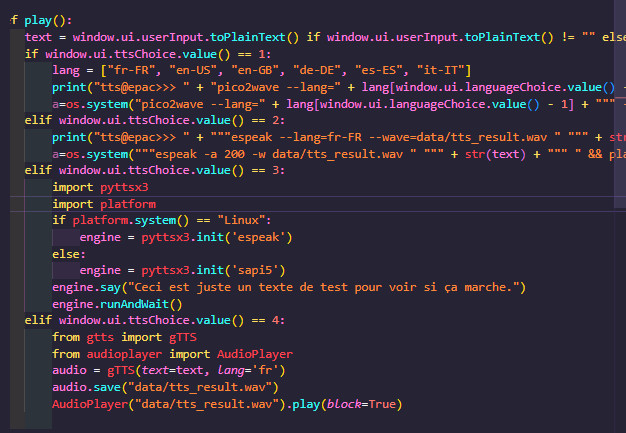 f play():
text = window.ui.userInput.toPlainText() if window.ui.userInput.toPlainText() != "" else
if window.ui.ttsChoice.value() == 1:
lang = ["fr-FR", "en-US", "en-GB", "de-DE", "es-ES", "it-IT"]
print("tts@epac>>> " + "pico2wave --lang=" + lang[window.ui.languageChoice.value() -
a=os.system("pico2wave --lang=" + lang[window.ui.languageChoice.value() - 1] + """ -
elif window.ui.ttsChoice.value() == 2:
print("tts@epac>>> " + """espeak --lang=fr-FR --wave=data/tts_result.wav " """ + str
a=os.system("""espeak -a 200 -w data/tts_result.wav " """ + str(text) + """ " && pla
elif window.ui.ttsChoice.value() == 3:
import pyttsx3
import platform
if platform.system() == "Linux":
engine = pyttsx3.init('espeak')
else:
engine = pyttsx3.init('sapi5')
engine.say("Ceci est juste un texte de test pour voir si ça marche.")
engine.runAndWait()
elif window.ui.ttsChoice.value() == 4:
from gtts import gTTS
from audioplayer import AudioPlayer
audio = gTTS(text=text, lang='fr')
audio.save("data/tts_result.wav")
AudioPlayer("data/tts_result.wav").play(block=True)